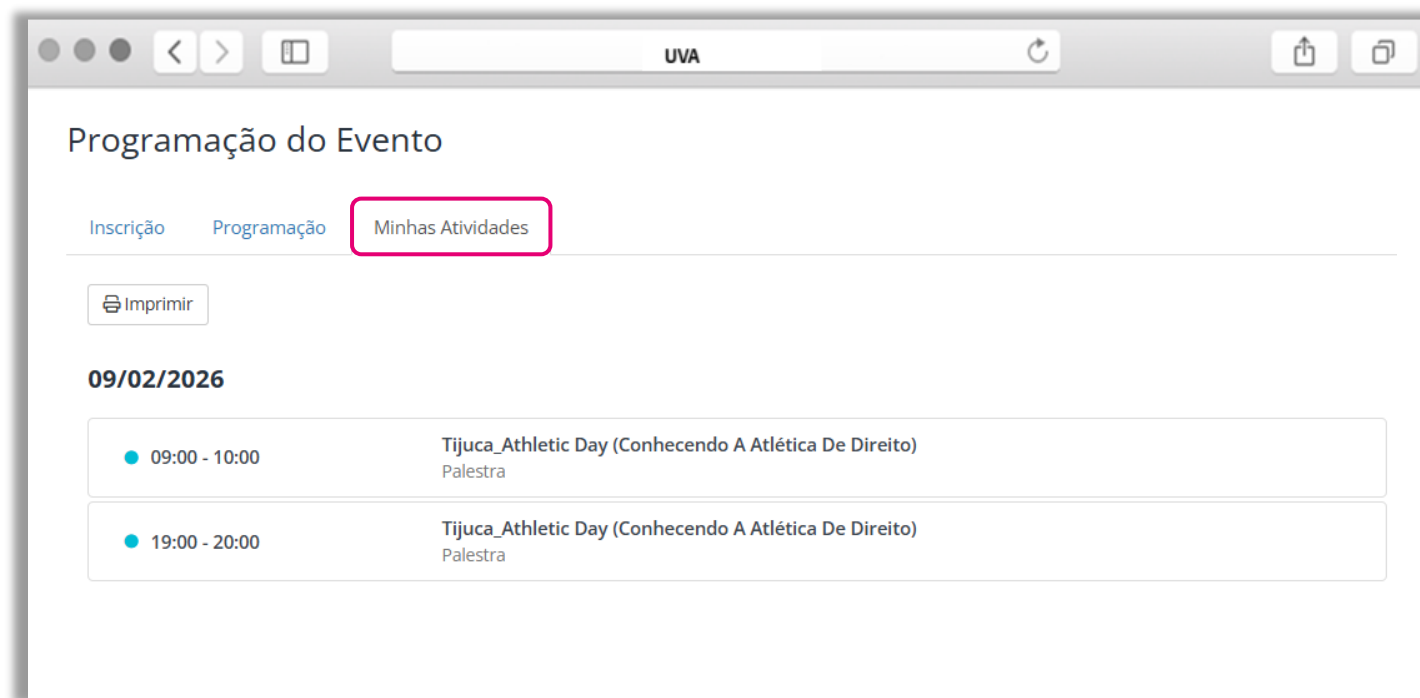 UVA
Programação do Evento
Inscrição Programação Minhas Atividades
Imprimir
09/02/2026
09:00 - 10:00 Tijuca_Athletic Day (Conhecendo A Atlética De Direito)
Palestra
19:00 - 20:00 Tijuca_Athletic Day (Conhecendo A Atlética De Direito)
Palestra